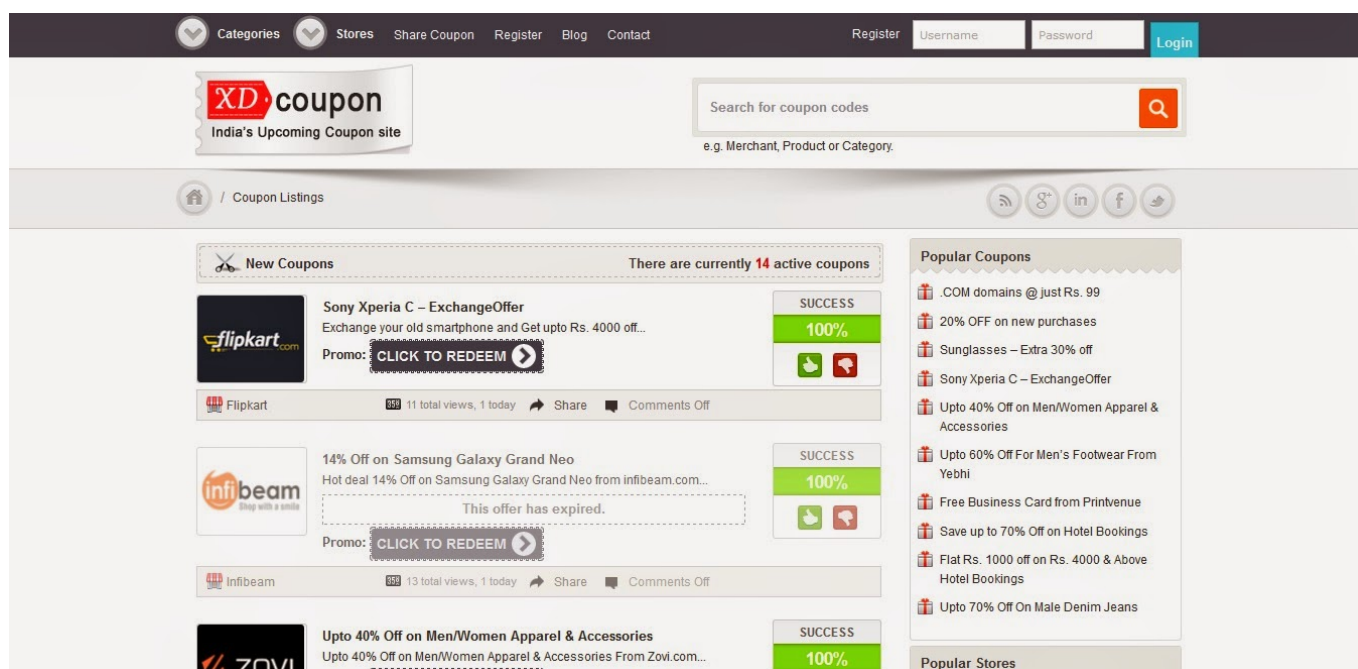 Categories Stores Share Coupon Register Blog Contact Register Username Password Login
XD coupon
India's Upcoming Coupon site
Search for coupon codes
e.g. Merchant, Product or Category.
/ Coupon Listings
New Coupons There are currently 14 active coupons
flipkart.com
Sony Xperia C – ExchangeOffer
Exchange your old smartphone and Get upto Rs. 4000 off...
Promo: CLICK TO REDEEM
SUCCESS
100%
Flipkart 11 total views, 1 today Share Comments Off
infibeam
Shop with a smile
14% Off on Samsung Galaxy Grand Neo
Hot deal 14% Off on Samsung Galaxy Grand Neo from infibeam.com...
This offer has expired.
Promo: CLICK TO REDEEM
SUCCESS
100%
Infibeam 13 total views, 1 today Share Comments Off
ZOVI
Upto 40% Off on Men/Women Apparel & Accessories
Upto 40% Off on Men/Women Apparel & Accessories From Zovi.com...
SUCCESS
100%
Popular Coupons
.COM domains @ just Rs. 99
20% OFF on new purchases
Sunglasses – Extra 30% off
Sony Xperia C – ExchangeOffer
Upto 40% Off on Men/Women Apparel &
Accessories
Upto 60% Off For Men's Footwear From
Yebhi
Free Business Card from Printvenue
Save up to 70% Off on Hotel Bookings
Flat Rs. 1000 off on Rs. 4000 & Above
Hotel Bookings
Upto 70% Off On Male Denim Jeans
Popular Stores